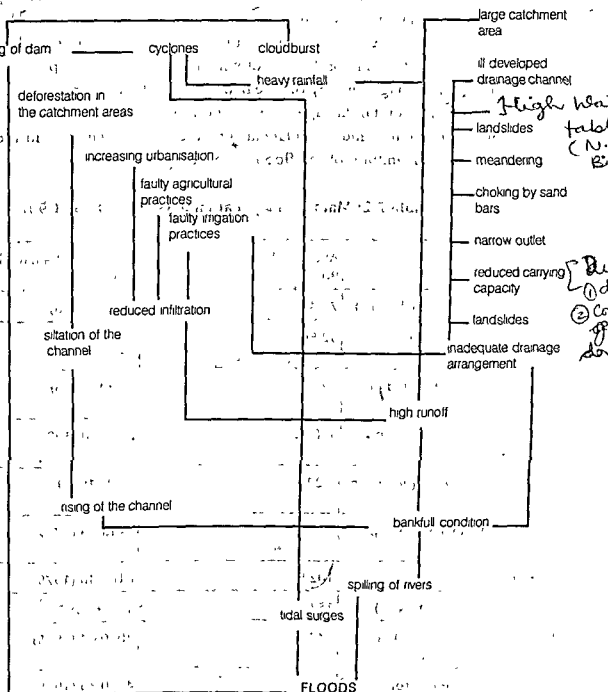 large catchment
area
g of dam
cyclones
cloudburst
ill developed
drainage channel
heavy rainfall
deforestation in
the catchment areas
High
landslides
increasing urbanisation
meandering
faulty agricultural
practices
choking by sand
bars
faulty irrigation
practices
narrow outlet
reduced carrying
capacity
reduced infiltration
landslides
siltation of the
channel
inadequate drainage
arrangement
high runoff
rising of the channel
bankfull condition
spilling of rivers
tidal surges
FLOODS